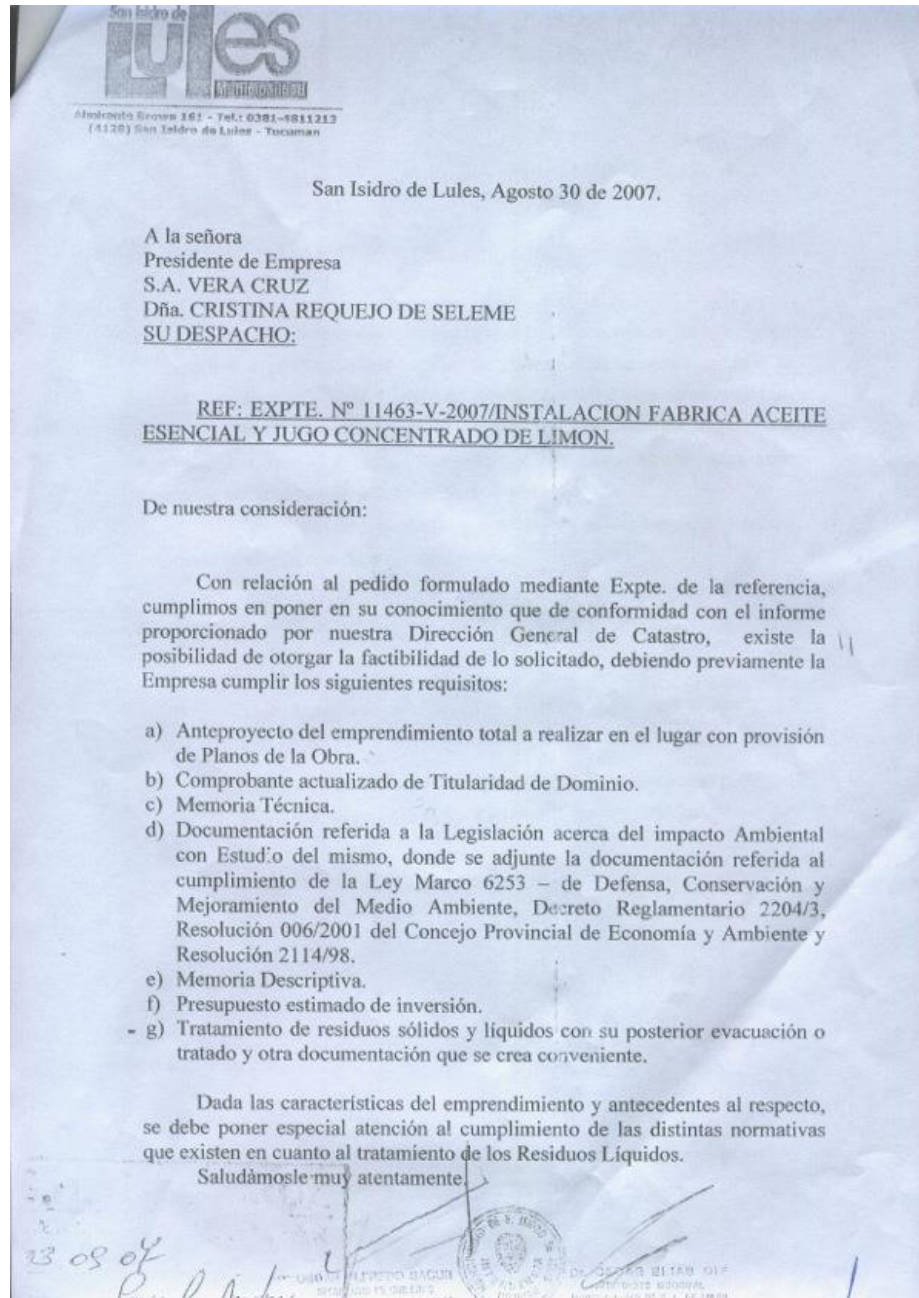 San Isidro de
Lules
Municipalidad
Almirante Brown 161 - Tel.: 0381-4811213
(4128) San Isidro de Lules - Tucuman
San Isidro de Lules, Agosto 30 de 2007.
A la señora
Presidente de Empresa
S.A. VERA CRUZ
Dña. CRISTINA REQUEJO DE SELEME
SU DESPACHO:
REF: EXPTE. Nº 11463-V-2007/INSTALACION FABRICA ACEITE
ESENCIAL Y JUGO CONCENTRADO DE LIMON.
De nuestra consideración:
Con relación al pedido formulado mediante Expte. de la referencia,
cumplimos en poner en su conocimiento que de conformidad con el informe
proporcionado por nuestra Dirección General de Catastro, existe la
posibilidad de otorgar la factibilidad de lo solicitado, debiendo previamente la
Empresa cumplir los siguientes requisitos:
a) Anteproyecto del emprendimiento total a realizar en el lugar con provisión
de Planos de la Obra.
b) Comprobante actualizado de Titularidad de Dominio.
c) Memoria Técnica.
d) Documentación referida a la Legislación acerca del impacto Ambiental
con Estudio del mismo, donde se adjunte la documentación referida al
cumplimiento de la Ley Marco 6253 – de Defensa, Conservación y
Mejoramiento del Medio Ambiente, Decreto Reglamentario 2204/3,
Resolución 006/2001 del Concejo Provincial de Economía y Ambiente y
Resolución 2114/98.
e) Memoria Descriptiva.
f) Presupuesto estimado de inversión.
- g) Tratamiento de residuos sólidos y líquidos con su posterior evacuación o
tratado y otra documentación que se crea conveniente.
Dada las características del emprendimiento y antecedentes al respecto,
se debe poner especial atención al cumplimiento de las distintas normativas
que existen en cuanto al tratamiento de los Residuos Líquidos.
Saludàmosle muy atentamente.
23 09 07